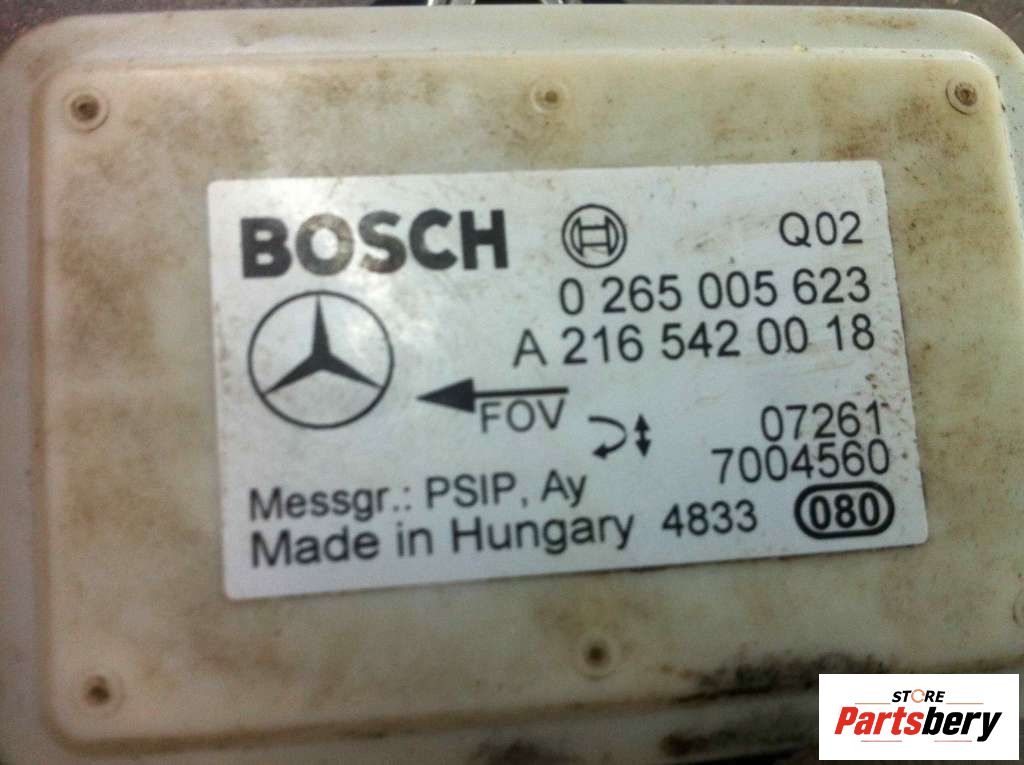 BOSCH
Q02
0 265 005 623
A 216 542 00 18
FOV
07261
7004560
Messgr.: PSIP, Ay
Made in Hungary 4833 080
STORE
Partsbery